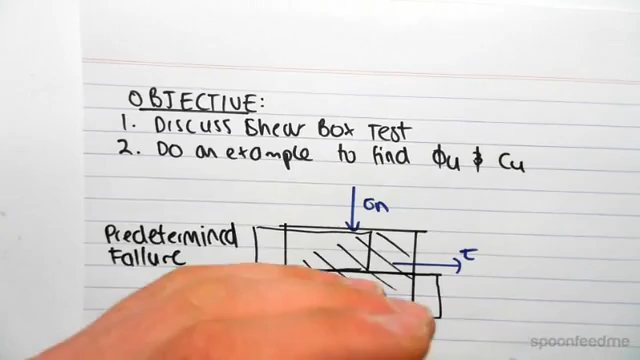 OBJECTIVE:
1. Discuss Shear Box Test
2. Do an example to find ϕu & Cu
σn
Predetermined
Failure
τ
spoonfeedme